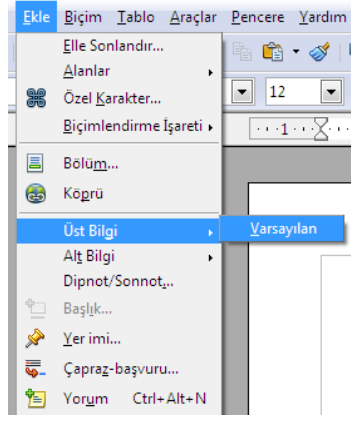 Ekle Biçim Tablo Araçlar Pencere Yardım
Elle Sonlandır...
Alanlar
Özel Karakter...
12
Biçimlendirme İşareti
1
Bölüm...
Köprü
Üst Bilgi
Varsayılan
Alt Bilgi
Dipnot/Sonnot...
Başlık...
Yer imi...
Çapraz-başvuru...
Yorum Ctrl+Alt+N